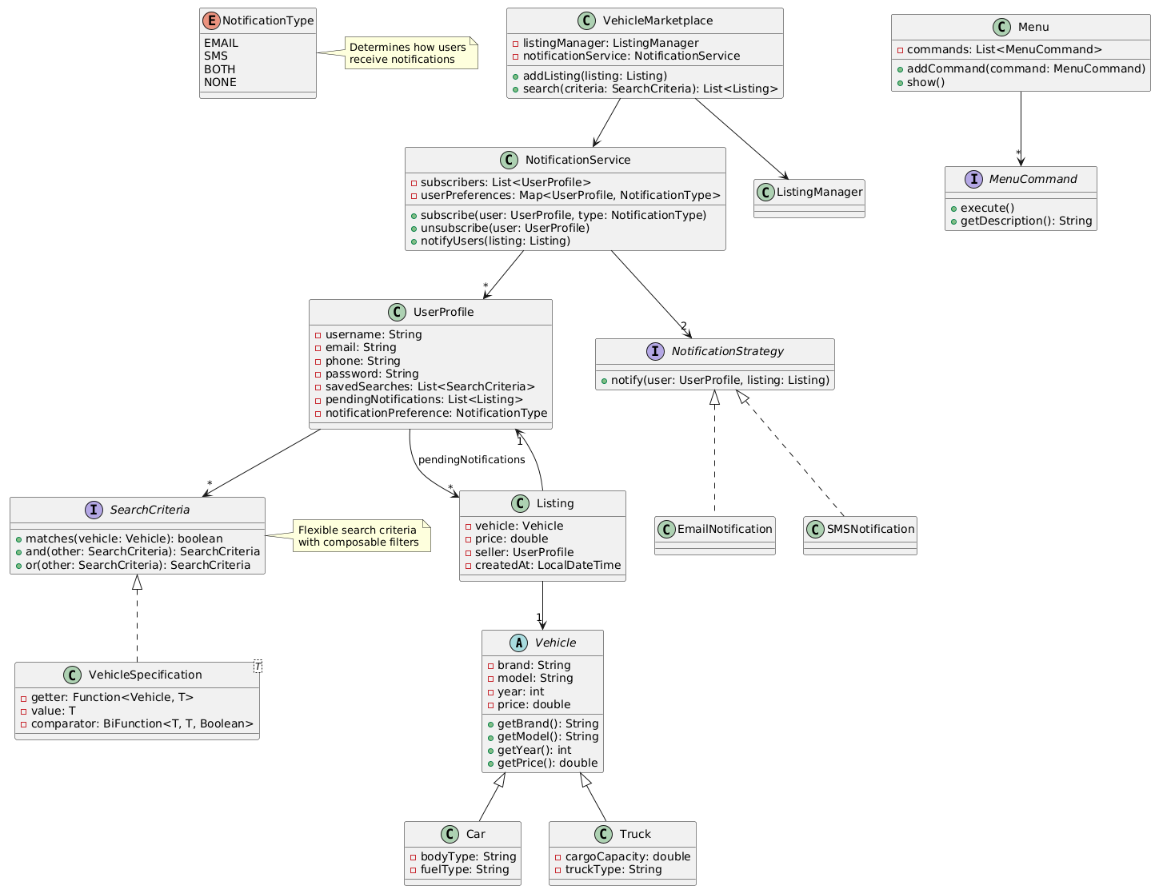 E NotificationType
EMAIL
SMS
BOTH
NONE
Determines how users
receive notifications
C VehicleMarketplace
listingManager: ListingManager
notificationService: NotificationService
addListing(listing: Listing)
search(criteria: SearchCriteria): List<Listing>
C Menu
commands: List<MenuCommand>
addCommand(command: MenuCommand)
show()
C NotificationService
subscribers: List<UserProfile>
userPreferences: Map<UserProfile, NotificationType>
subscribe(user: UserProfile, type: NotificationType)
unsubscribe(user: UserProfile)
notifyUsers(listing: Listing)
C ListingManager
*
I MenuCommand
execute()
getDescription(): String
*
C UserProfile
username: String
email: String
phone: String
password: String
savedSearches: List<SearchCriteria>
pendingNotifications: List<Listing>
notificationPreference: NotificationType
2
I NotificationStrategy
notify(user: UserProfile, listing: Listing)
1
pendingNotifications
*
*
I SearchCriteria
matches(vehicle: Vehicle): boolean
and(other: SearchCriteria): SearchCriteria
or(other: SearchCriteria): SearchCriteria
Flexible search criteria
with composable filters
C Listing
vehicle: Vehicle
price: double
seller: UserProfile
createdAt: LocalDateTime
C EmailNotification
C SMSNotification
1
C VehicleSpecification
T
getter: Function<Vehicle, T>
value: T
comparator: BiFunction<T, T, Boolean>
A Vehicle
brand: String
model: String
year: int
price: double
getBrand(): String
getModel(): String
getYear(): int
getPrice(): double
C Car
bodyType: String
fuelType: String
C Truck
cargoCapacity: double
truckType: String